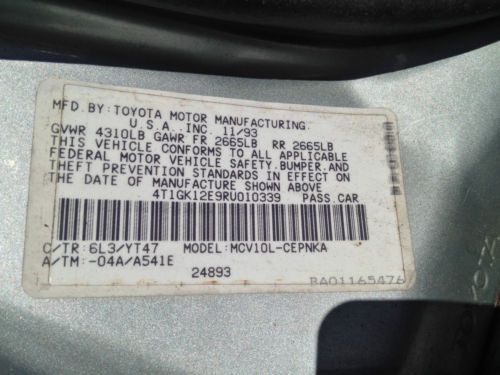 MFD. BY: TOYOTA MOTOR MANUFACTURING,
U.S.A., INC. 11/93
GVWR 4310LB GAWR FR 2665LB RR 2665LB
THIS VEHICLE CONFORMS TO ALL APPLICABLE
FEDERAL MOTOR VEHICLE SAFETY, BUMPER, AND
THEFT PREVENTION STANDARDS IN EFFECT ON
THE DATE OF MANUFACTURE SHOWN ABOVE
4T1GK12E9RU010339 PASS.CAR
C/TR: 6L3/YT47 MODEL: MCV10L-CEPNKA
A/TM: -04A/A541E
24893
BA01165476
TOYOTA